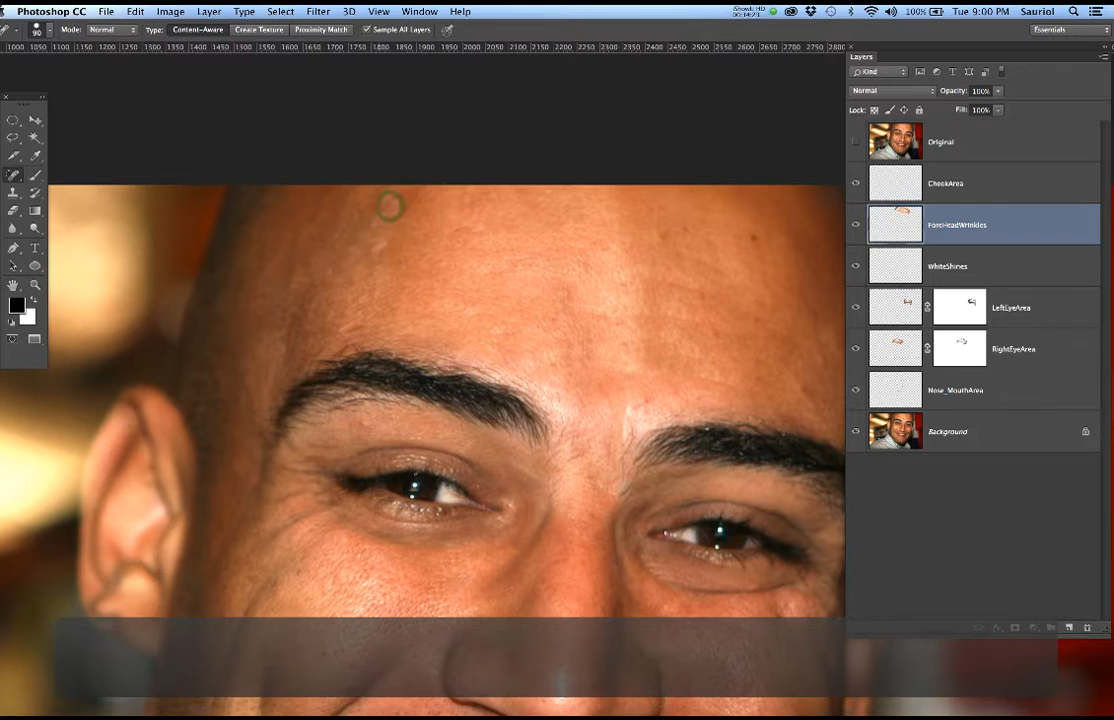 Photoshop CC File Edit Image Layer Type Select Filter 3D View Window Help 100% Tue 9:00 PM Sauriol
90 Mode: Normal Type: Content-Aware Create Texture Proximity Match Sample All Layers Essentials
1000 1050 1100 1150 1200 1250 1300 1350 1400 1450 1500 1550 1600 1650 1700 1750 1800 1850 1900 1950 2000 2050 2100 2150 2200 2250 2300 2350 2400 2450 2500 2550 2600 2650 2700 2750 2800
Layers
Kind
Normal Opacity: 100%
Lock: Fill: 100%
Original
CheekArea
ForeHeadWrinkles
WhiteShines
LeftEyeArea
RightEyeArea
Nose_MouthArea
Background